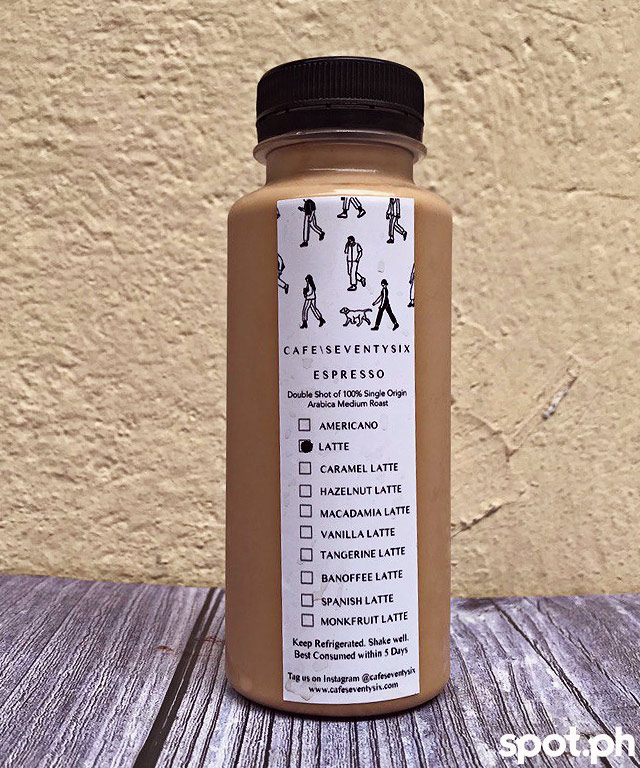 CAFE\SEVENTYSIX
ESPRESSO
Double Shot of 100% Single Origin
Arabica Medium Roast
AMERICANO
LATTE
CARAMEL LATTE
HAZELNUT LATTE
MACADAMIA LATTE
VANILLA LATTE
TANGERINE LATTE
BANOFFEE LATTE
SPANISH LATTE
MONKFRUIT LATTE
Keep Refrigerated. Shake well.
Best Consumed within 5 Days
Tag us on Instagram @cafeseventysix
www.cafeseventysix.com
spot.ph